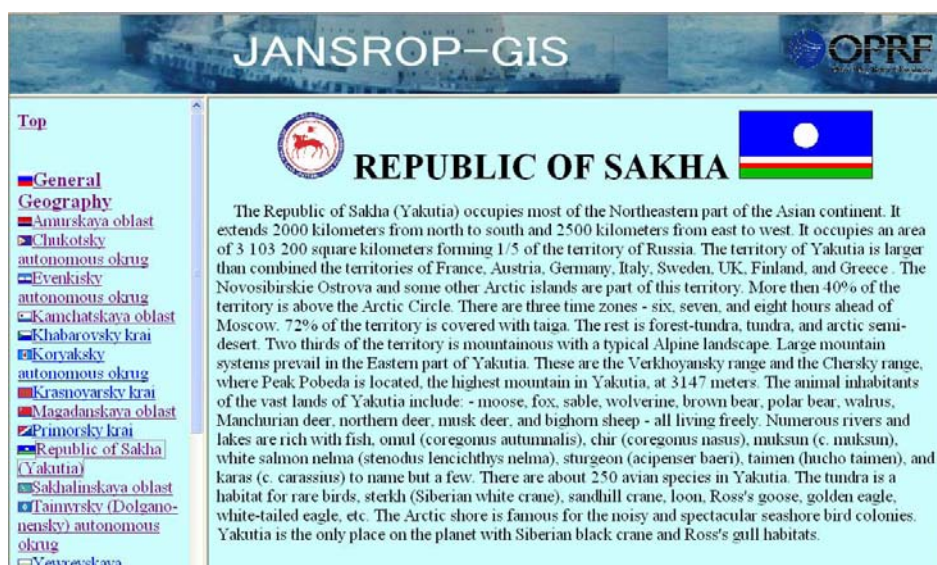 JANSROP-GIS
OPRF
Top
General
Geography
Amurskaya oblast
Chukotsky
autonomous okrug
Evenkisky
autonomous okrug
Kamchatskaya oblast
Khabarovsky krai
Koryaksky
autonomous okrug
Krasnoyarsky krai
Magadanskaya oblast
Primorsky krai
Republic of Sakha
(Yakutia)
Sakhalinskaya oblast
Taimyrsky (Dolgano-
nensky) autonomous
okrug
Yewreyskaya
REPUBLIC OF SAKHA
The Republic of Sakha (Yakutia) occupies most of the Northeastern part of the Asian continent. It
extends 2000 kilometers from north to south and 2500 kilometers from east to west. It occupies an area
of 3 103 200 square kilometers forming 1/5 of the territory of Russia. The territory of Yakutia is larger
than combined the territories of France, Austria, Germany, Italy, Sweden, UK, Finland, and Greece . The
Novosibirskie Ostrova and some other Arctic islands are part of this territory. More then 40% of the
territory is above the Arctic Circle. There are three time zones - six, seven, and eight hours ahead of
Moscow. 72% of the territory is covered with taiga. The rest is forest-tundra, tundra, and arctic semi-
desert. Two thirds of the territory is mountainous with a typical Alpine landscape. Large mountain
systems prevail in the Eastern part of Yakutia. These are the Verkhoyansky range and the Chersky range,
where Peak Pobeda is located, the highest mountain in Yakutia, at 3147 meters. The animal inhabitants
of the vast lands of Yakutia include: - moose, fox, sable, wolverine, brown bear, polar bear, walrus,
Manchurian deer, northern deer, musk deer, and bighorn sheep - all living freely. Numerous rivers and
lakes are rich with fish, omul (coregonus autumnalis), chir (coregonus nasus), muksun (c. muksun),
white salmon nelma (stenodus lencichthys nelma), sturgeon (acipenser baeri), taimen (hucho taimen), and
karas (c. carassius) to name but a few. There are about 250 avian species in Yakutia. The tundra is a
habitat for rare birds, sterkh (Siberian white crane), sandhill crane, loon, Ross's goose, golden eagle,
white-tailed eagle, etc. The Arctic shore is famous for the noisy and spectacular seashore bird colonies.
Yakutia is the only place on the planet with Siberian black crane and Ross's gull habitats.